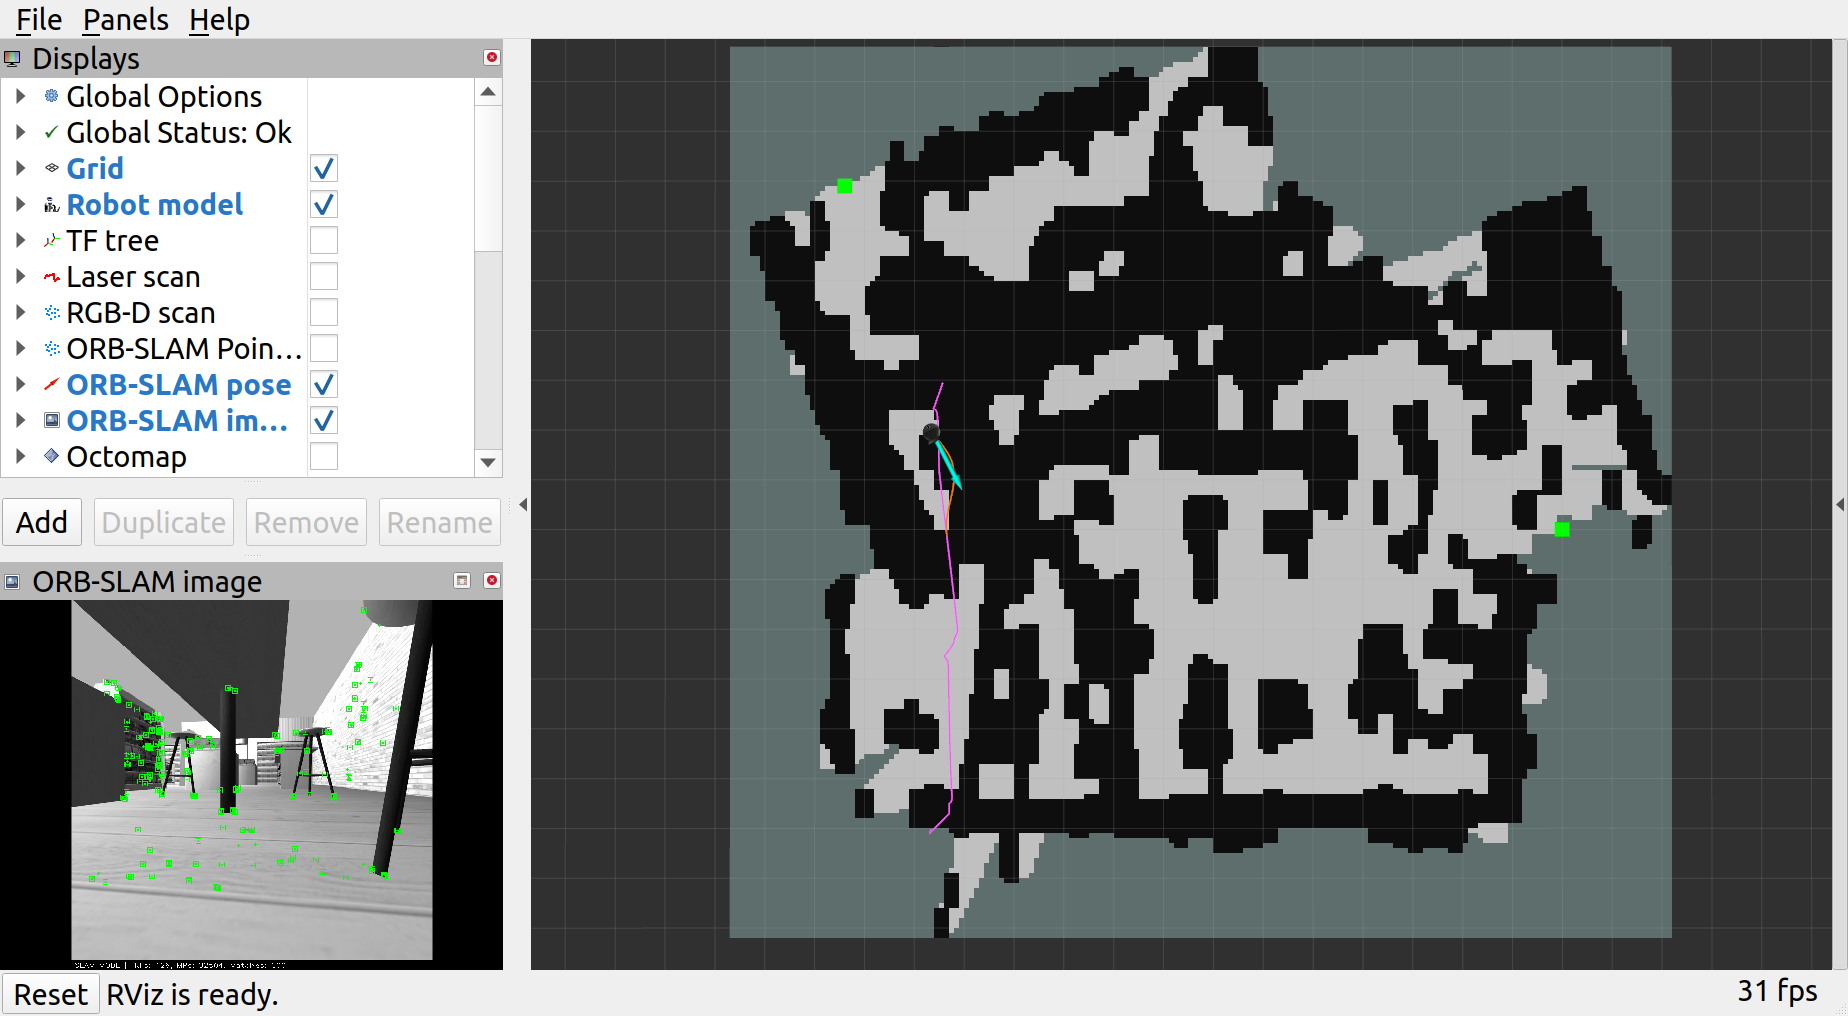 File Panels Help
Displays
Global Options
Global Status: Ok
Grid
Robot model
TF tree
Laser scan
RGB-D scan
ORB-SLAM Poin...
ORB-SLAM pose
ORB-SLAM im...
Octomap
Add Duplicate Remove Rename
ORB-SLAM image
SLAM MODE |
Reset RViz is ready.
31 fps